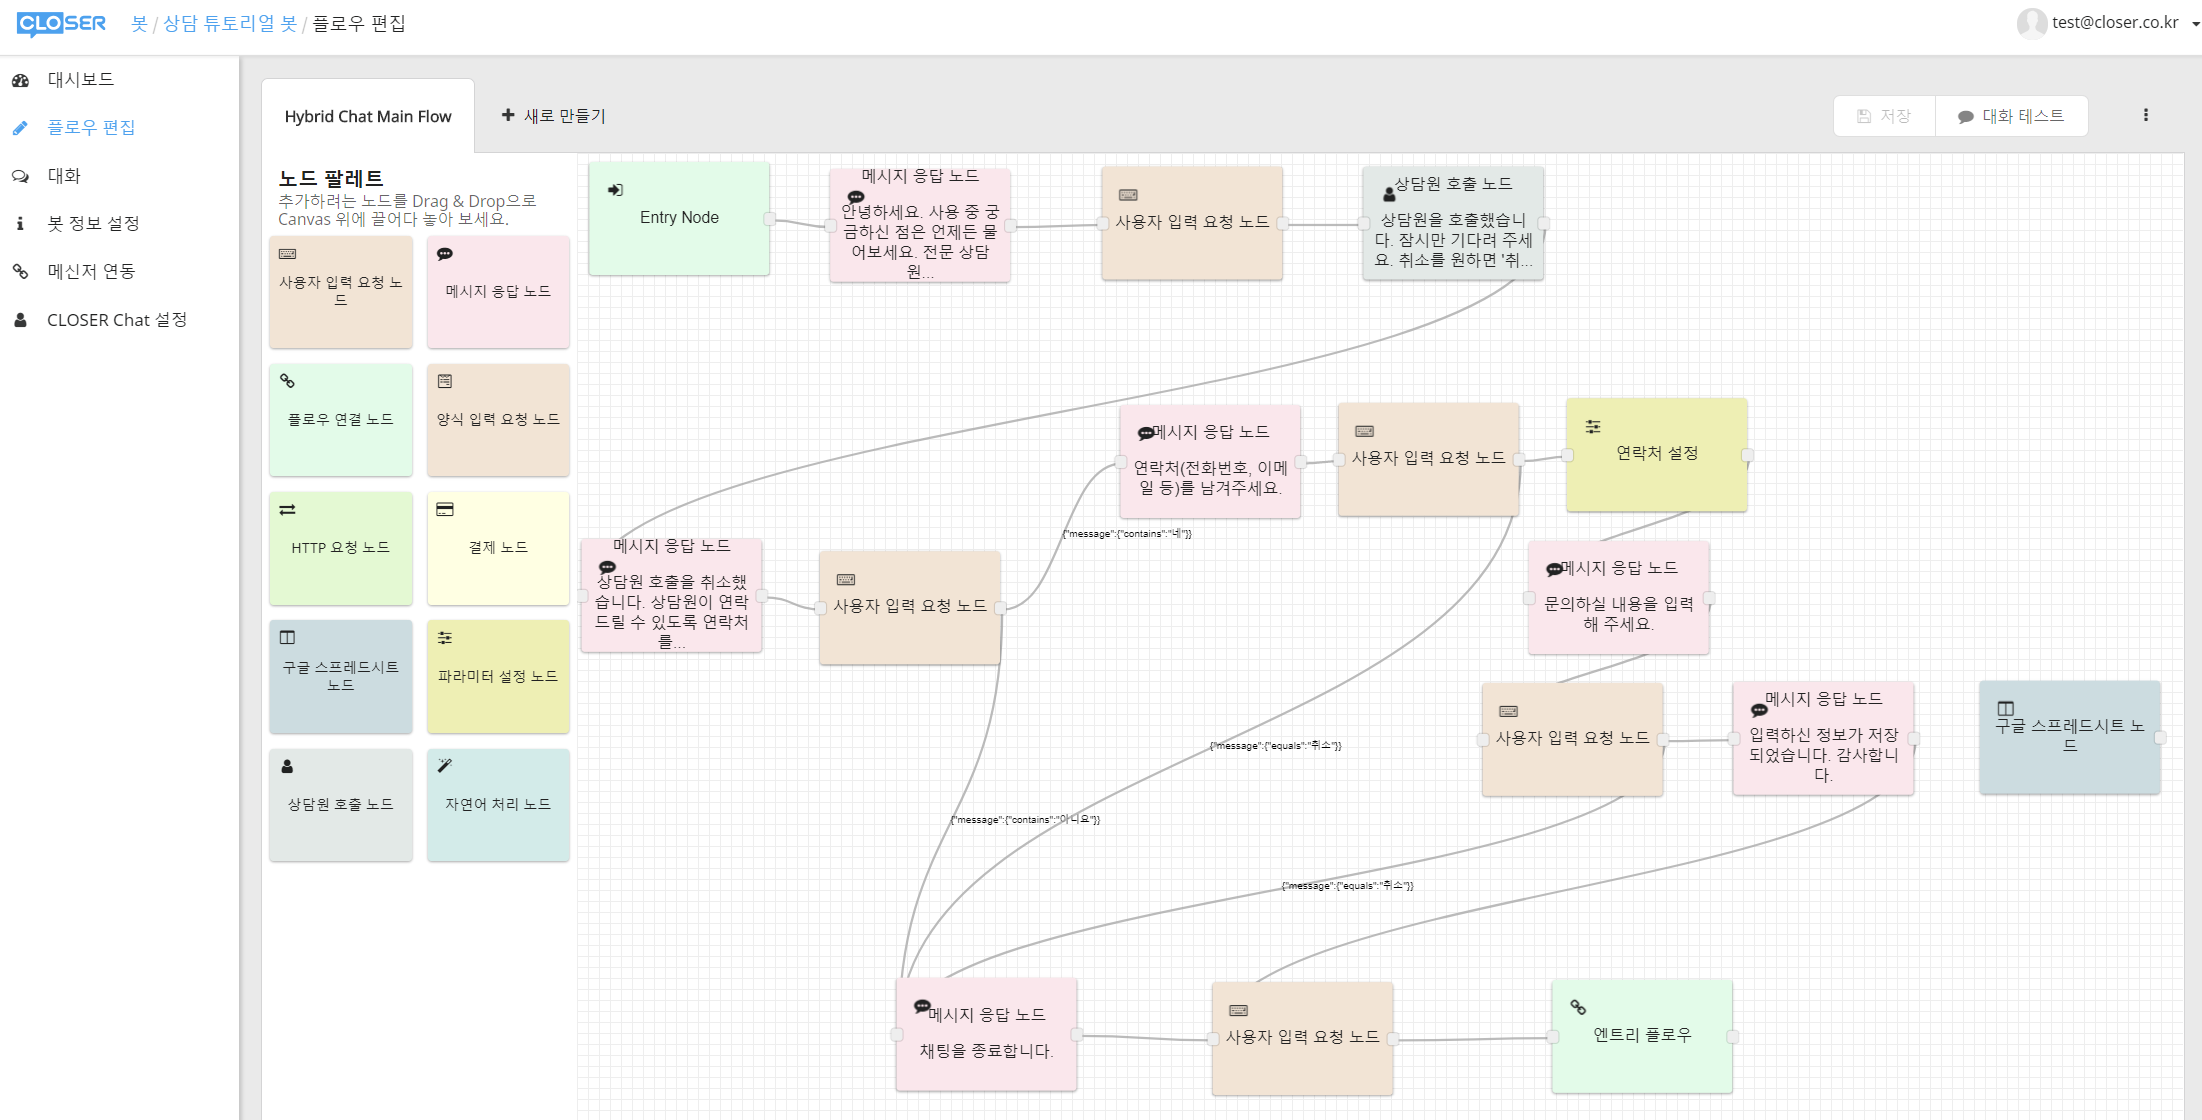 CLOSER
봇 / 상담 튜토리얼 봇 / 플로우 편집
test@closer.co.kr
대시보드
플로우 편집
대화
봇 정보 설정
메신저 연동
CLOSER Chat 설정
Hybrid Chat Main Flow
새로 만들기
저장
대화 테스트
노드 팔레트
추가하려는 노드를 Drag & Drop으로
Canvas 위에 끌어다 놓아 보세요.
사용자 입력 요청 노
드
메시지 응답 노드
플로우 연결 노드
양식 입력 요청 노드
HTTP 요청 노드
결제 노드
구글 스프레드시트
노드
파라미터 설정 노드
상담원 호출 노드
자연어 처리 노드
Entry Node
메시지 응답 노드
안녕하세요. 사용 중 궁
금하신 점은 언제든 물
어보세요. 전문 상담
원...
사용자 입력 요청 노드
상담원 호출 노드
상담원을 호출했습니
다. 잠시만 기다려 주세
요. 취소를 원하면 '취...
메시지 응답 노드
연락처(전화번호, 이메
일 등)를 남겨주세요.
사용자 입력 요청 노드
연락처 설정
{"message":{"contains":"네"}}
메시지 응답 노드
상담원 호출을 취소했
습니다. 상담원이 연락
드릴 수 있도록 연락처
를...
사용자 입력 요청 노드
메시지 응답 노드
문의하실 내용을 입력
해 주세요.
사용자 입력 요청 노드
메시지 응답 노드
입력하신 정보가 저장
되었습니다. 감사합니
다.
구글 스프레드시트 노
드
{"message":{"equals":"취소"}}
{"message":{"contains":"아니요"}}
{"message":{"equals":"취소"}}
메시지 응답 노드
채팅을 종료합니다.
사용자 입력 요청 노드
엔트리 플로우